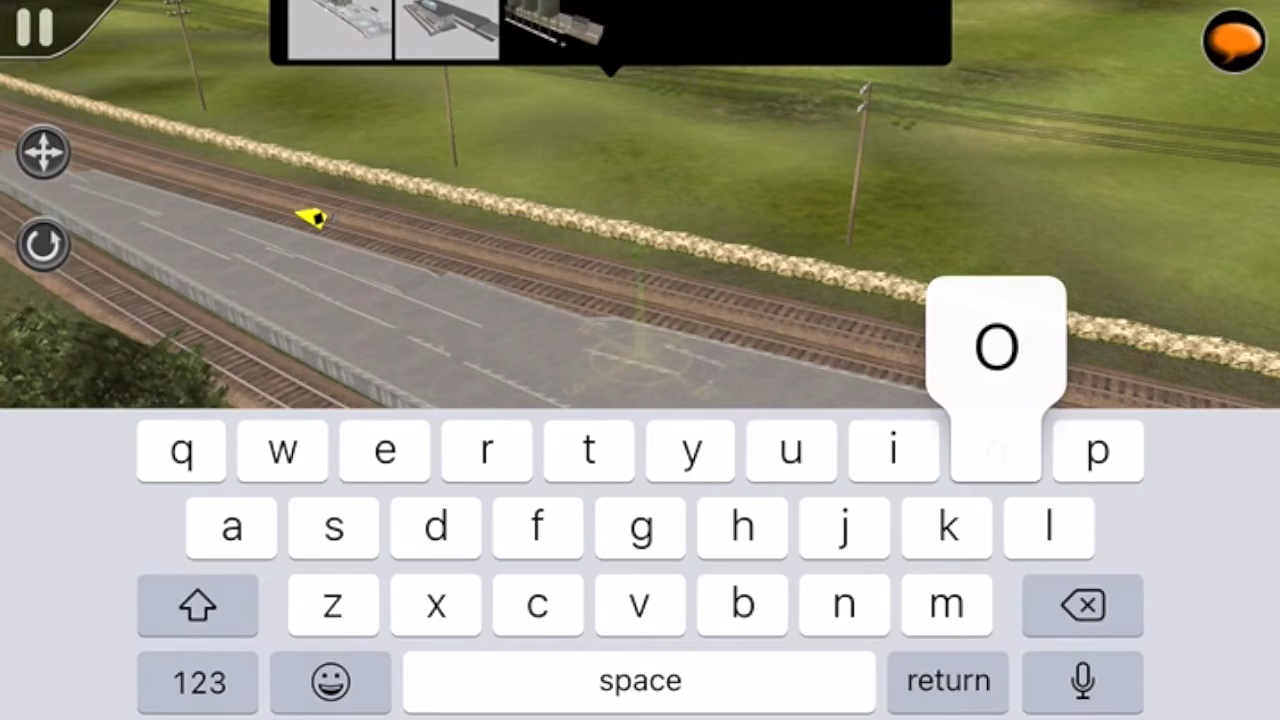 O
q w e r t y u i o p
a s d f g h j k l
z x c v b n m
123 space return